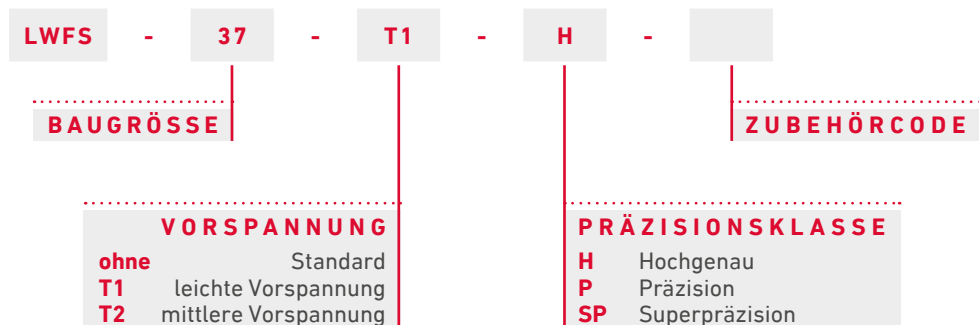 LWFS - 37 - T1 - H -
BAUGRÖSSE
ZUBEHÖRCODE
VORSPANNUNG
ohne Standard
T1 leichte Vorspannung
T2 mittlere Vorspannung
PRÄZISIONSKLASSE
H Hochgenau
P Präzision
SP Superpräzision